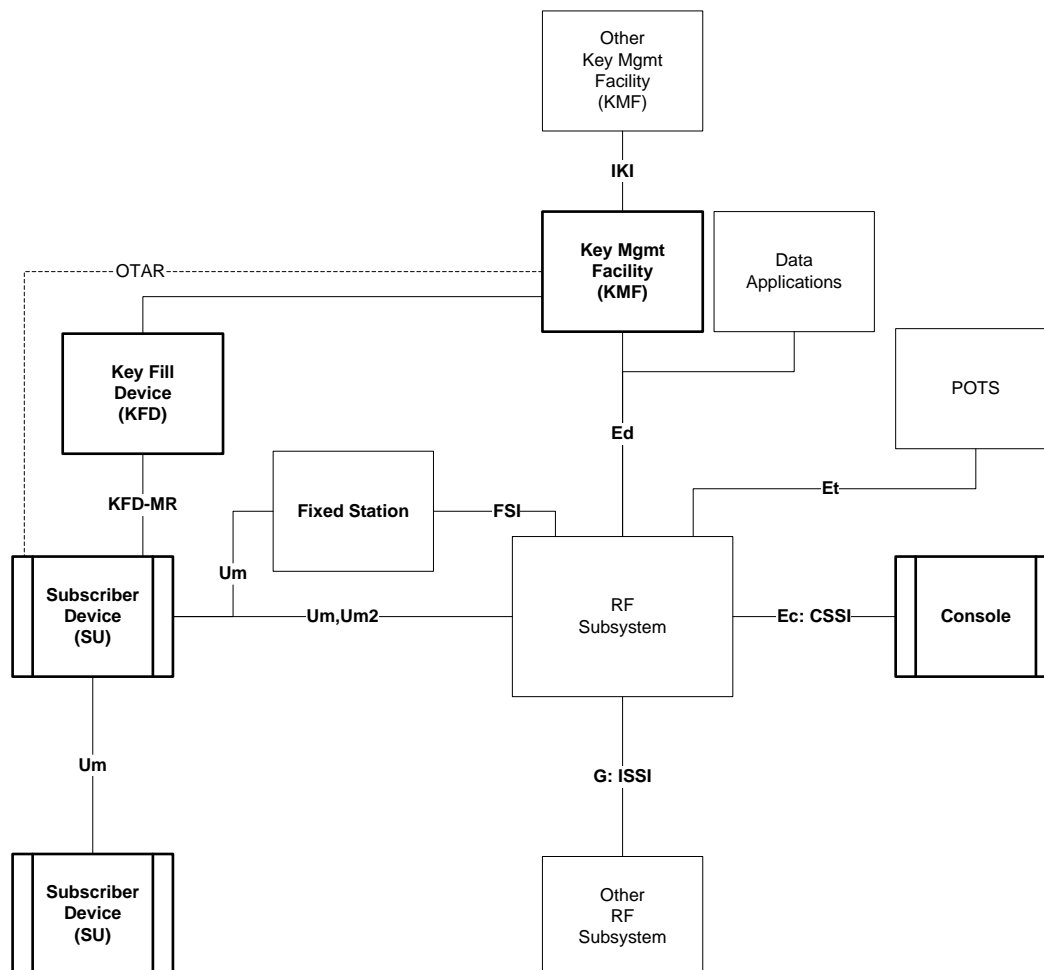 Other
Key Mgmt
Facility
(KMF)
IKI
Key Mgmt
Facility
(KMF)
Data
Applications
OTAR
Key Fill
Device
(KFD)
POTS
Ed
KFD-MR
Et
Fixed Station
FSI
Um
Subscriber
Device
(SU)
Um,Um2
RF
Subsystem
Ec: CSSI
Console
Um
G: ISSI
Subscriber
Device
(SU)
Other
RF
Subsystem